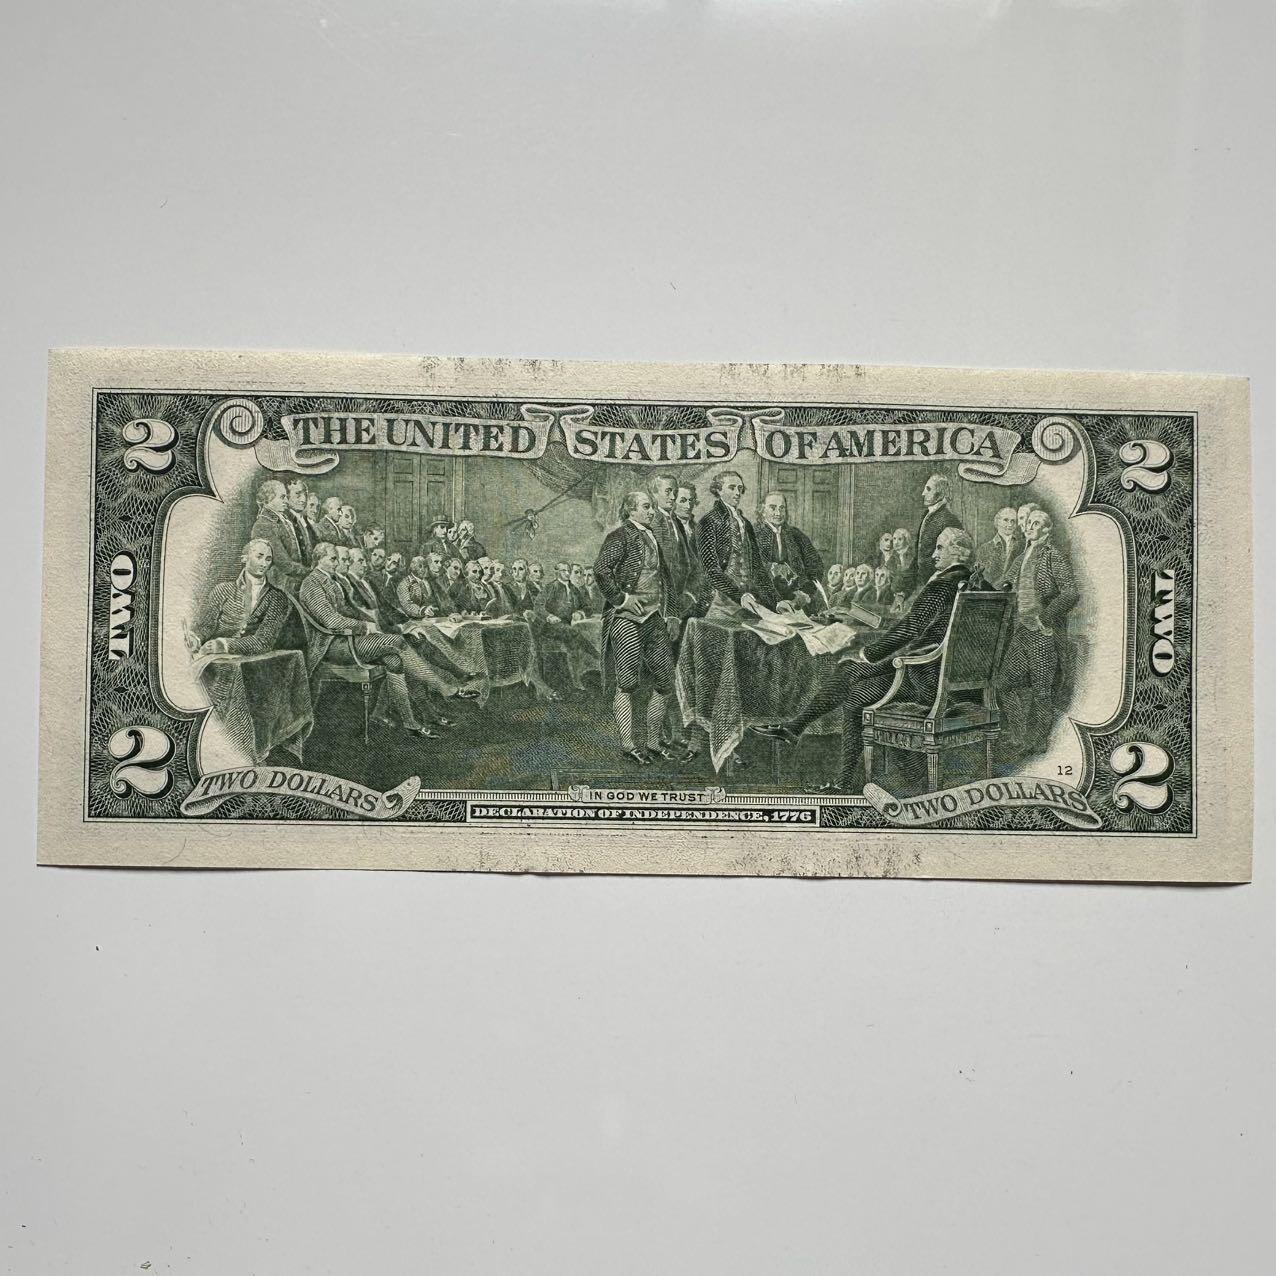 THE UNITED STATES OF AMERICA
2
2
TWO
TWO
2
2
12
TWO DOLLARS
TWO DOLLARS
IN GOD WE TRUST
DECLARATION OF INDEPENDENCE, 1776